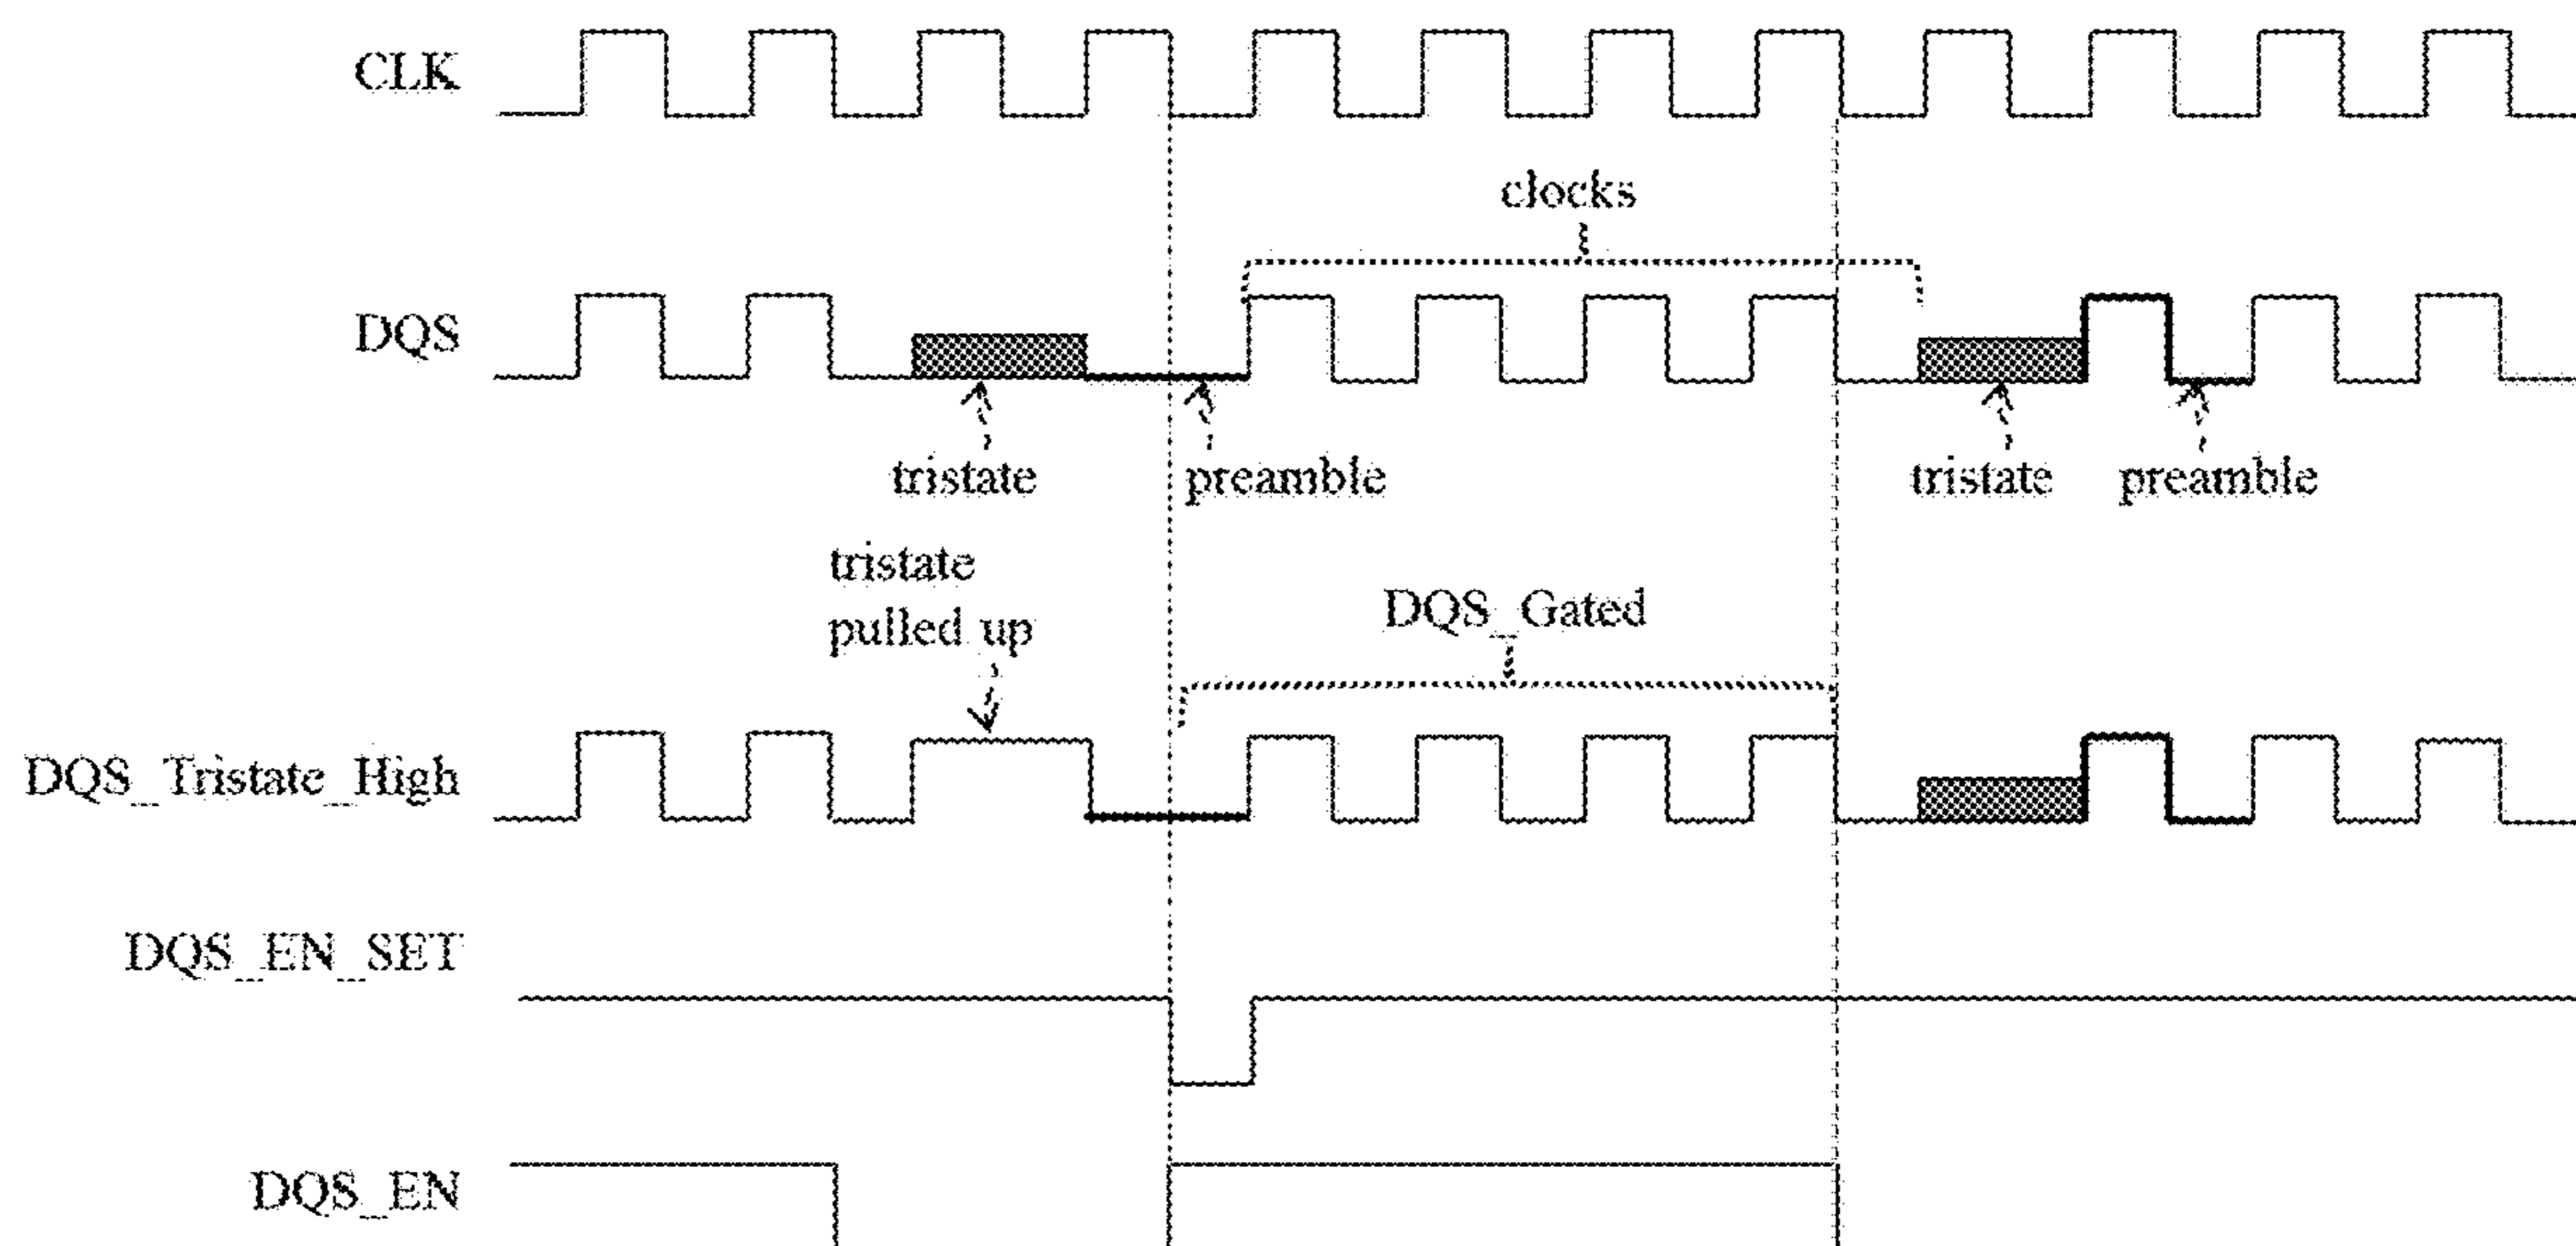 CLK
clocks
DQS
tristate
preamble
tristate
preamble
tristate
pulled up
DQS_Gated
DQS_Tristate_High
DQS_EN_SET
DQS_EN